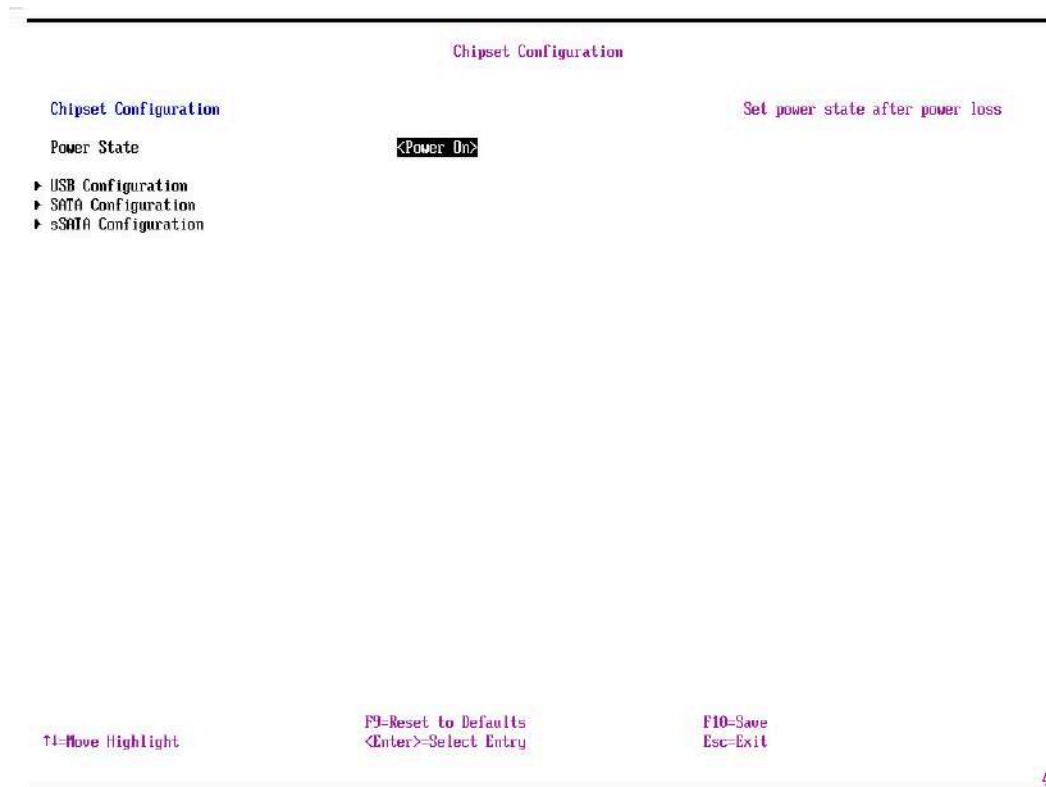 Chipset Configuration
Chipset Configuration
Set power state after power loss
Power State <Power On>
▶ USB Configuration
▶ SATA Configuration
▶ sSATA Configuration
F9=Reset to Defaults F10=Save
↑↓=Move Highlight <Enter>=Select Entry Esc=Exit